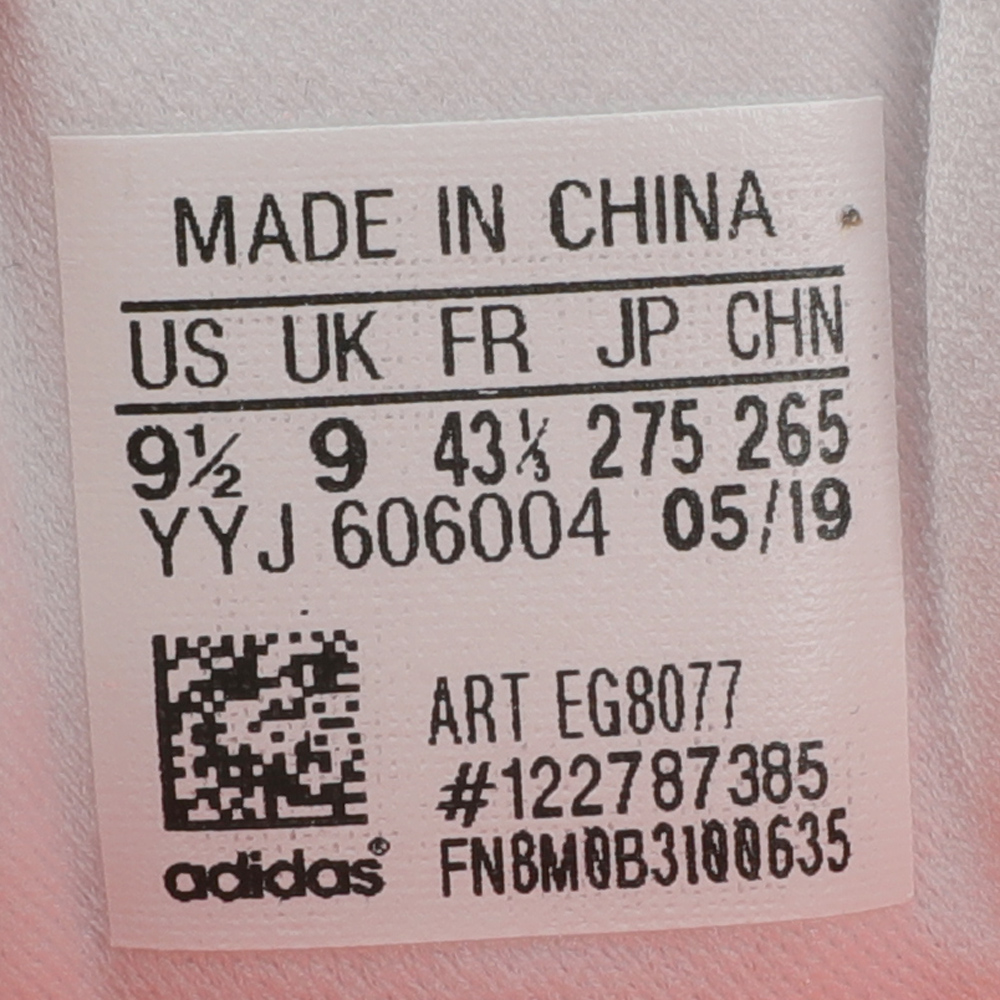 MADE IN CHINA
US UK FR JP CHN
9½ 9 43⅓ 275 265
YYJ 606004 05/19
ART EG8077
#122787385
FN8M0B3100635
adidas®